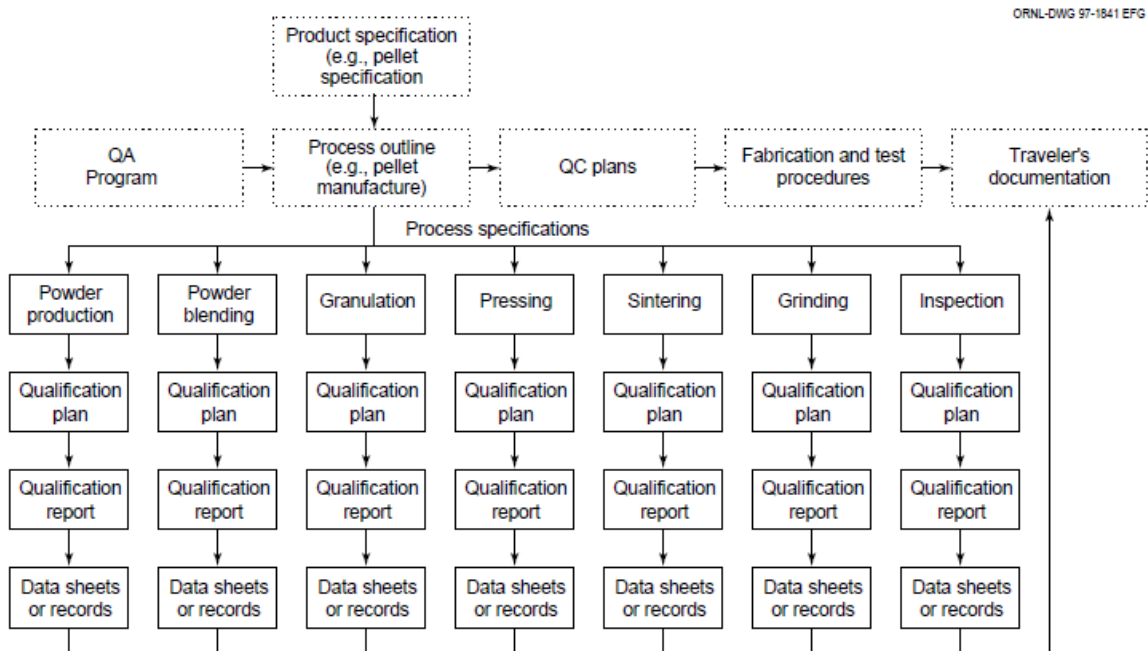 ORNL-DWG 97-1841 EFG
Product specification
(e.g., pellet
specification
QA
Program
Process outline
(e.g., pellet
manufacture)
QC plans
Fabrication and test
procedures
Traveler's
documentation
Process specifications
Powder
production
Powder
blending
Granulation
Pressing
Sintering
Grinding
Inspection
Qualification
plan
Qualification
plan
Qualification
plan
Qualification
plan
Qualification
plan
Qualification
plan
Qualification
plan
Qualification
report
Qualification
report
Qualification
report
Qualification
report
Qualification
report
Qualification
report
Qualification
report
Data sheets
or records
Data sheets
or records
Data sheets
or records
Data sheets
or records
Data sheets
or records
Data sheets
or records
Data sheets
or records